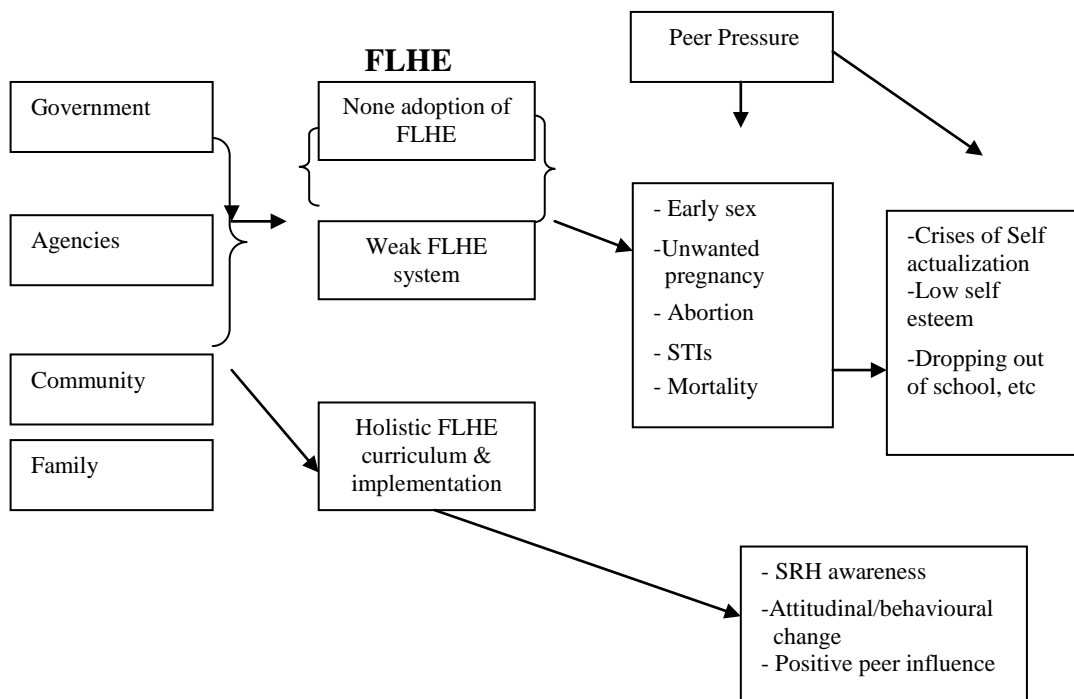 Peer Pressure
FLHE
Government
None adoption of
FLHE
Agencies
Weak FLHE
system
- Early sex
-Unwanted
pregnancy
- Abortion
- STIs
- Mortality
-Crises of Self
actualization
-Low self
esteem
-Dropping out
of school, etc
Community
Family
Holistic FLHE
curriculum &
implementation
- SRH awareness
-Attitudinal/behavioural
change
- Positive peer influence